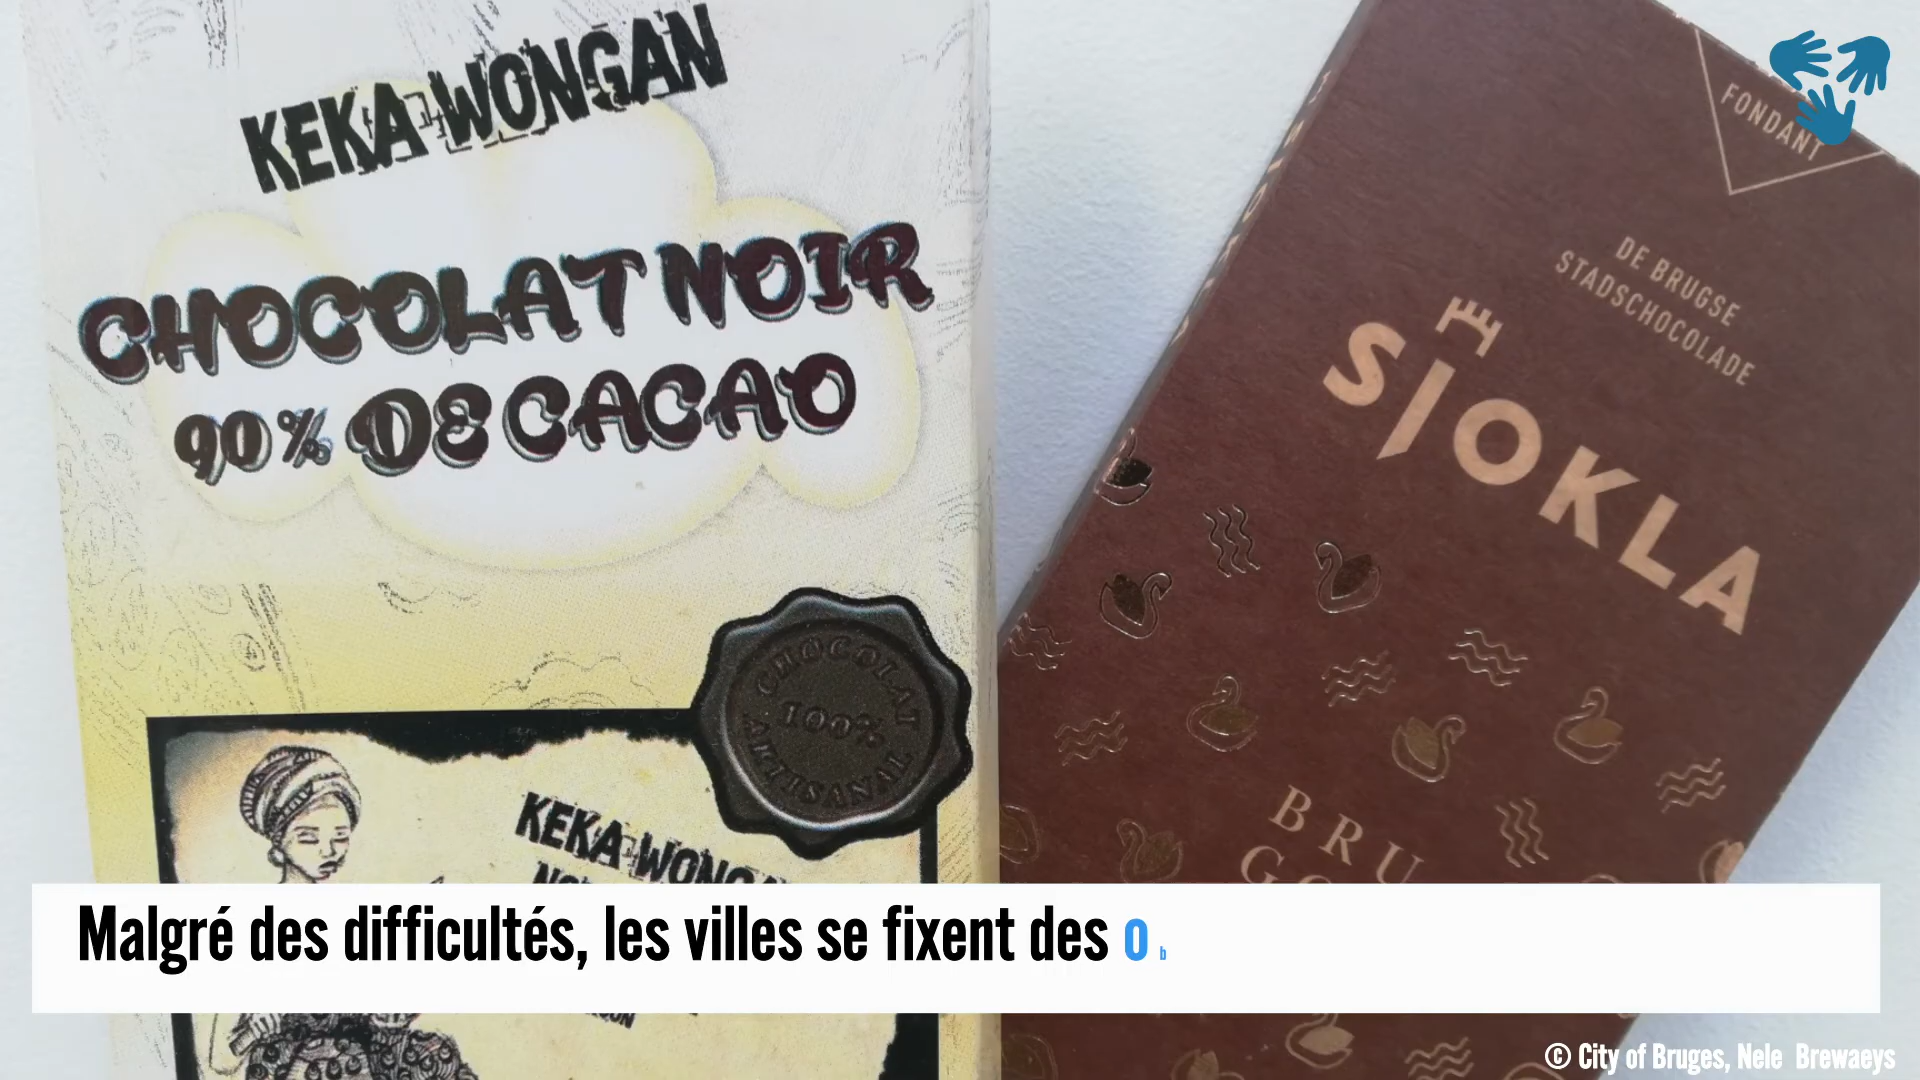 KEKA WONGAN
CHOCOLAT NOIR
90% DE CACAO
CHOCOLAT
100%
ARTISANAL
KEKA WONGAN
FONDANT
DE BRUGSE
STADSCHOCOLADE
SJOKLA
BRU
Malgré des difficultés, les villes se fixent des o b
© City of Bruges, Nele Brewaeys